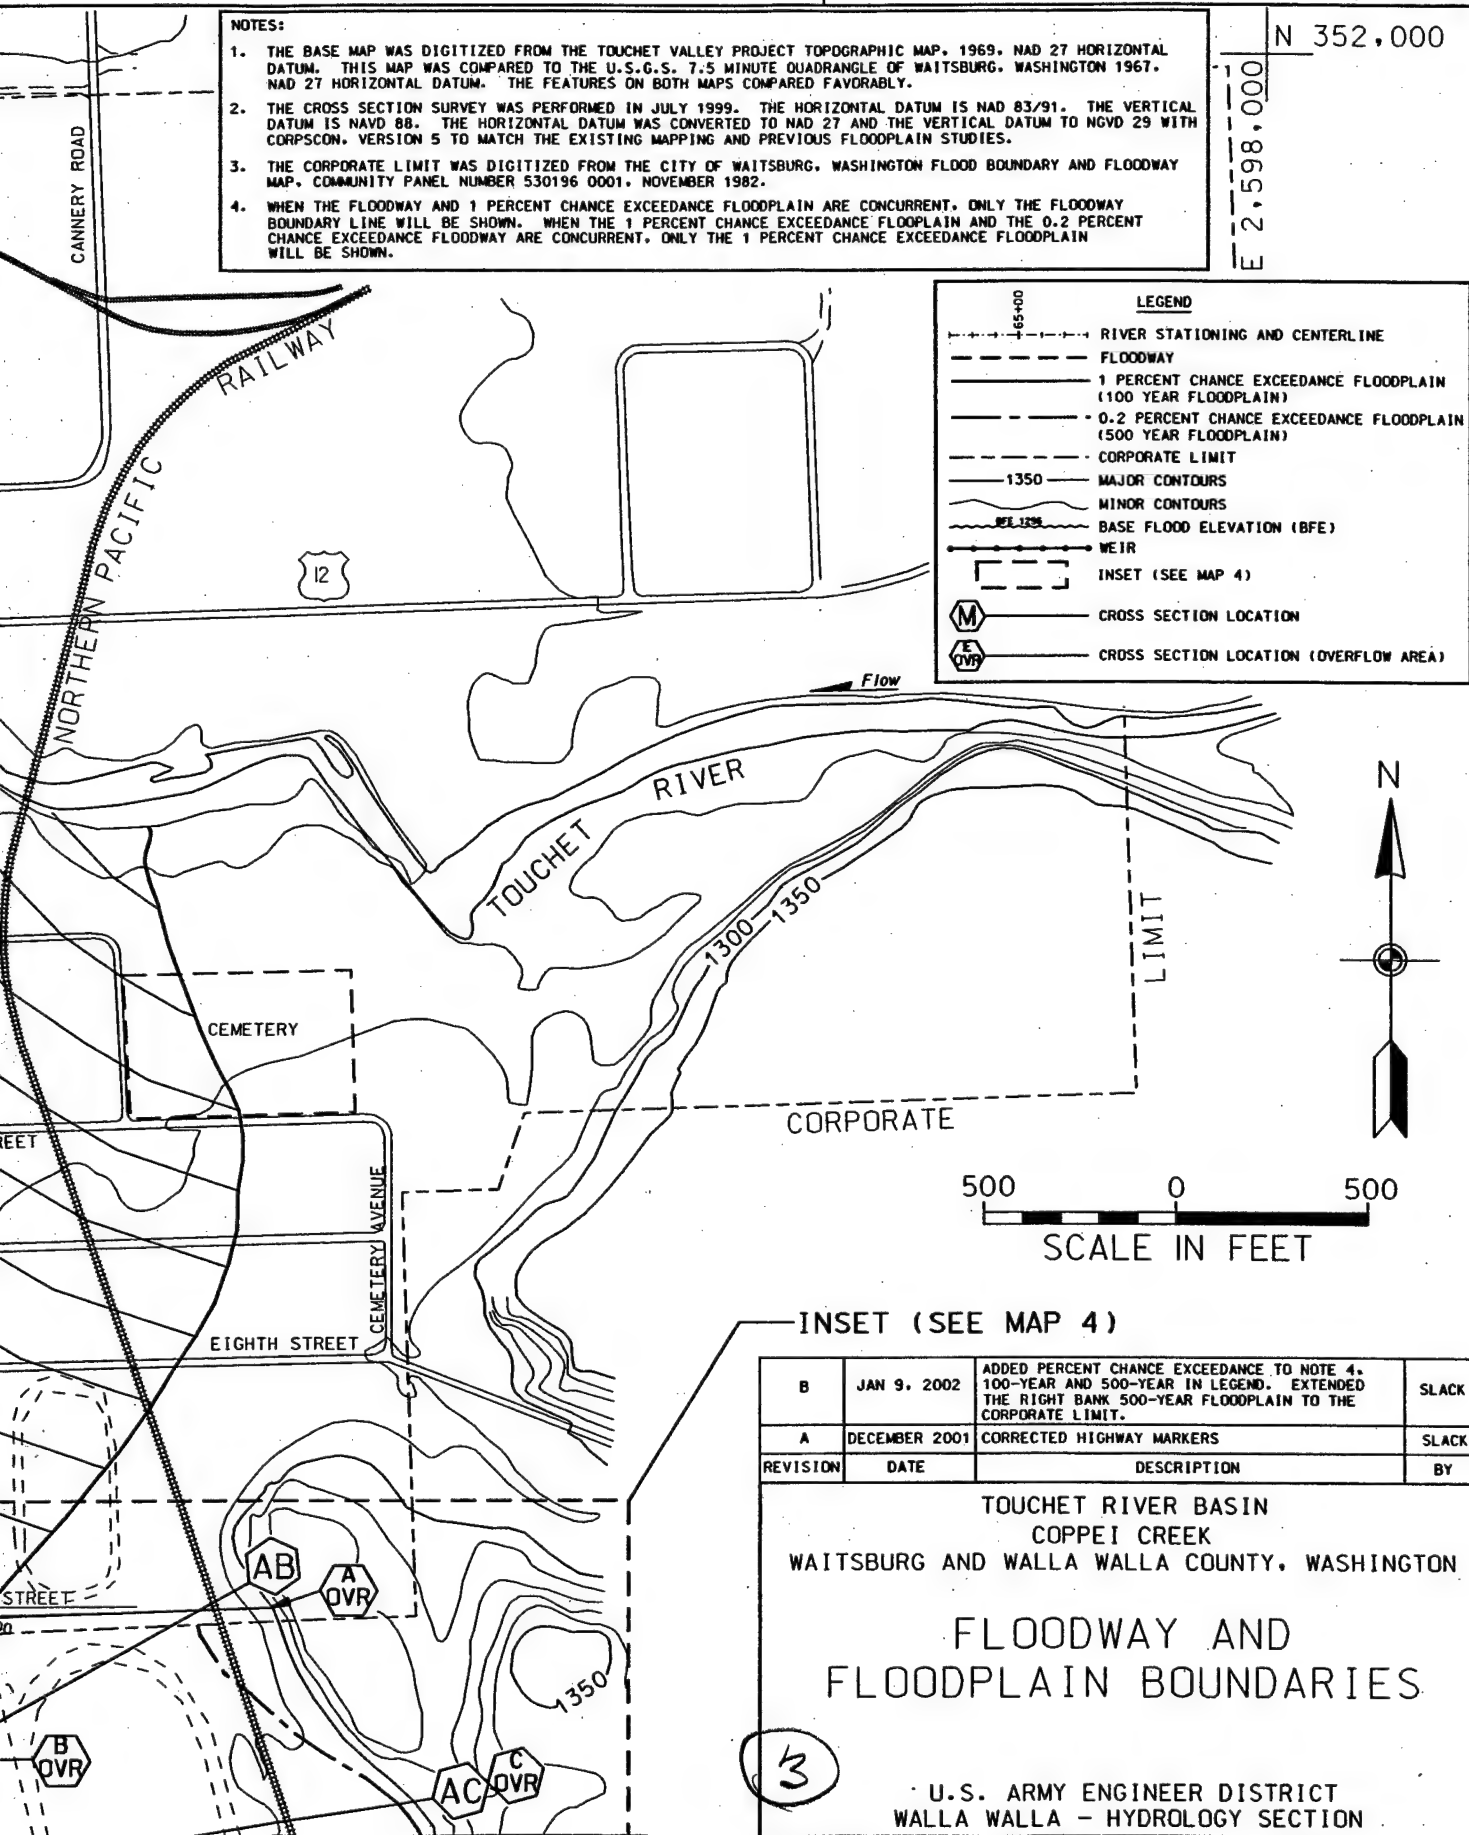 NOTES:
1. THE BASE MAP WAS DIGITIZED FROM THE TOUCHET VALLEY PROJECT TOPOGRAPHIC MAP. 1969. NAD 27 HORIZONTAL
DATUM. THIS MAP WAS COMPARED TO THE U.S.G.S. 7.5 MINUTE QUADRANGLE OF WAITSBURG. WASHINGTON 1967.
NAD 27 HORIZONTAL DATUM. THE FEATURES ON BOTH MAPS COMPARED FAVORABLY.
2. THE CROSS SECTION SURVEY WAS PERFORMED IN JULY 1999. THE HORIZONTAL DATUM IS NAD 83/91. THE VERTICAL
DATUM IS NAVD 88. THE HORIZONTAL DATUM WAS CONVERTED TO NAD 27 AND THE VERTICAL DATUM TO NGVD 29 WITH
CORPSCON. VERSION 5 TO MATCH THE EXISTING MAPPING AND PREVIOUS FLOODPLAIN STUDIES.
3. THE CORPORATE LIMIT WAS DIGITIZED FROM THE CITY OF WAITSBURG. WASHINGTON FLOOD BOUNDARY AND FLOODWAY
MAP. COMMUNITY PANEL NUMBER 530196 0001. NOVEMBER 1982.
4. WHEN THE FLOODWAY AND 1 PERCENT CHANCE EXCEEDANCE FLOODPLAIN ARE CONCURRENT. ONLY THE FLOODWAY
BOUNDARY LINE WILL BE SHOWN. WHEN THE 1 PERCENT CHANCE EXCEEDANCE FLOOPLAIN AND THE 0.2 PERCENT
CHANCE EXCEEDANCE FLOODWAY ARE CONCURRENT. ONLY THE 1 PERCENT CHANCE EXCEEDANCE FLOODPLAIN
WILL BE SHOWN.
N 352,000
E 2,598,000
CANNERY ROAD
LEGEND
65+00
RIVER STATIONING AND CENTERLINE
FLOODWAY
1 PERCENT CHANCE EXCEEDANCE FLOODPLAIN
(100 YEAR FLOODPLAIN)
0.2 PERCENT CHANCE EXCEEDANCE FLOODPLAIN
(500 YEAR FLOODPLAIN)
CORPORATE LIMIT
1350 MAJOR CONTOURS
MINOR CONTOURS
BFE 1296 BASE FLOOD ELEVATION (BFE)
WEIR
INSET (SEE MAP 4)
M CROSS SECTION LOCATION
E OVR CROSS SECTION LOCATION (OVERFLOW AREA)
NORTHERN PACIFIC RAILWAY
12
Flow
TOUCHET RIVER
N
1300
1350
LIMIT
CEMETERY
CORPORATE
REET
CEMETERY AVENUE
500 0 500
SCALE IN FEET
EIGHTH STREET
INSET (SEE MAP 4)
B JAN 9. 2002 ADDED PERCENT CHANCE EXCEEDANCE TO NOTE 4.
100-YEAR AND 500-YEAR IN LEGEND. EXTENDED
THE RIGHT BANK 500-YEAR FLOODPLAIN TO THE
CORPORATE LIMIT. SLACK
A DECEMBER 2001 CORRECTED HIGHWAY MARKERS SLACK
REVISION DATE DESCRIPTION BY
AB
A
OVR
STREET
1350
B
OVR
AC
C
OVR
TOUCHET RIVER BASIN
COPPEI CREEK
WAITSBURG AND WALLA WALLA COUNTY. WASHINGTON
FLOODWAY AND
FLOODPLAIN BOUNDARIES
3
U.S. ARMY ENGINEER DISTRICT
WALLA WALLA - HYDROLOGY SECTION